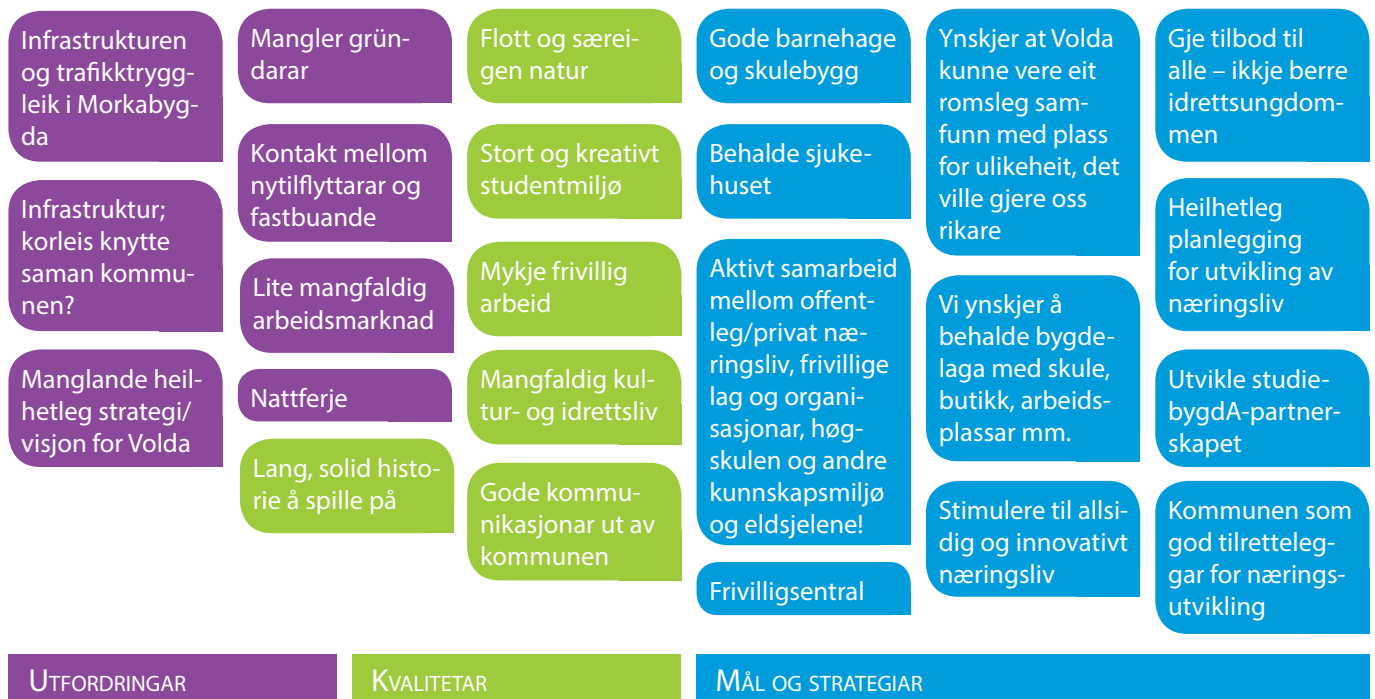 Infrastrukturen
og trafikktrygg-
leik i Morkabyg-
da
Infrastruktur;
korleis knytte
saman kommu-
nen?
Manglande heil-
hetleg strategi/
visjon for Volda
Mangler grün-
darar
Kontakt mellom
nytilflyttarar og
fastbuande
Lite mangfaldig
arbeidsmarknad
Nattferje
Lang, solid histo-
rie å spille på
Flott og særei-
gen natur
Stort og kreativt
studentmiljø
Mykje frivillig
arbeid
Mangfaldig kul-
tur- og idrettsliv
Gode kommu-
nikasjonar ut av
kommunen
Gode barnehage
og skulebygg
Behalde sjuke-
huset
Aktivt samarbeid
mellom offent-
leg/privat næ-
ringsliv, frivillige
lag og organi-
sasjonar, høg-
skulen og andre
kunnskapsmiljø
og eldsjelene!
Frivilligsentral
Ynskjer at Volda
kunne vere eit
romsleg sam-
funn med plass
for ulikeheit, det
ville gjere oss
rikare
Vi ynskjer å
behalde bygde-
laga med skule,
butikk, arbeids-
plassar mm.
Stimulere til allsi-
dig og innovativt
næringsliv
Gje tilbod til
alle – ikkje berre
idrettsungdom-
men
Heilhetleg
planlegging
for utvikling av
næringsliv
Utvikle studie-
bygdA-partner-
skapet
Kommunen som
god tilretteleg-
gar for nærings-
utvikling
UTFORDRINGAR
KVALITETAR
MÅL OG STRATEGIAR